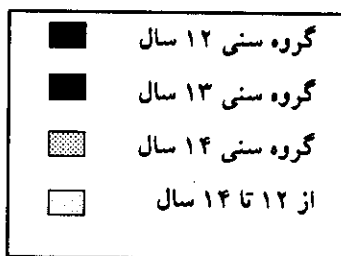 گروه سنی ۱۲ سال
گروه سنی ۱۳ سال
گروه سنی ۱۴ سال
از ۱۲ تا ۱۴ سال